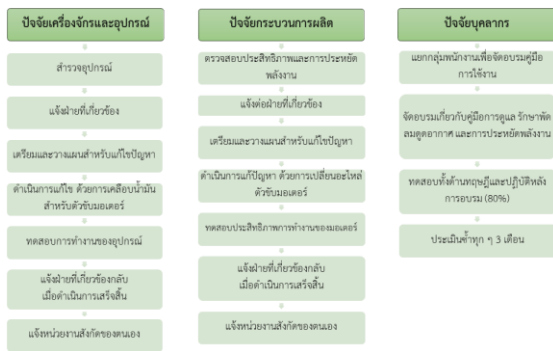 ปัจจัยเครื่องจักรและอุปกรณ์
สำรวจอุปกรณ์
แจ้งฝ่ายที่เกี่ยวข้อง
เตรียมและวางแผนสำหรับแก้ไขปัญหา
ดำเนินการแก้ไข ด้วยการเคลือบน้ำมัน
สำหรับตัวขับมอเตอร์
ทดสอบการทำงานของอุปกรณ์
แจ้งฝ่ายที่เกี่ยวข้องกลับ
เมื่อดำเนินการเสร็จสิ้น
แจ้งหน่วยงานสังกัดของตนเอง
ปัจจัยกระบวนการผลิต
ตรวจสอบประสิทธิภาพและการประหยัด
พลังงาน
แจ้งต่อฝ่ายที่เกี่ยวข้อง
เตรียมและวางแผนสำหรับแก้ไขปัญหา
ดำเนินการแก้ปัญหา ด้วยการเปลี่ยนอะไหล่
ตัวขับมอเตอร์
ทดสอบประสิทธิภาพการทำงานของมอเตอร์
แจ้งฝ่ายที่เกี่ยวข้องกลับ
เมื่อดำเนินการเสร็จสิ้น
แจ้งหน่วยงานสังกัดของตนเอง
ปัจจัยบุคลากร
แยกกลุ่มพนักงานเพื่อจัดอบรมคู่มือ
การใช้งาน
จัดอบรมเกี่ยวกับคู่มือการดูแล รักษาพัด
ลมดูดอากาศ และการประหยัดพลังงาน
ทดสอบทั้งด้านทฤษฎีและปฏิบัติหลัง
การอบรม (80%)
ประเมินซ้ำทุก ๆ 3 เดือน